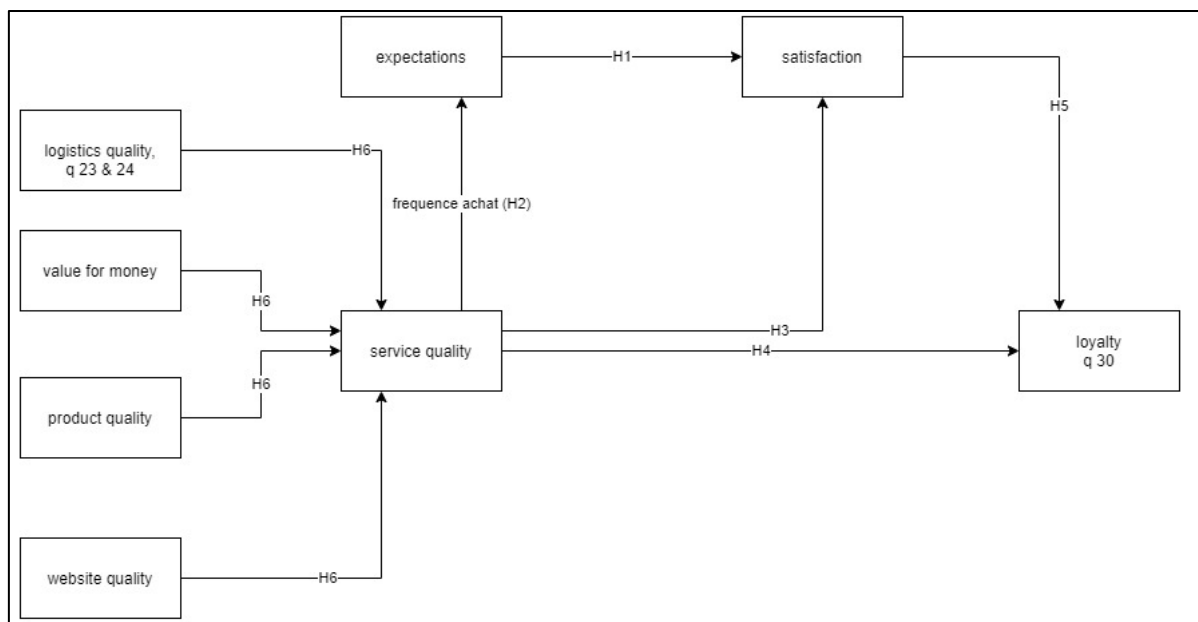 expectations
H1
satisfaction
H5
logistics quality,
q 23 & 24
H6
frequence achat (H2)
value for money
H6
service quality
H3
H4
loyalty
q 30
H6
product quality
website quality
H6